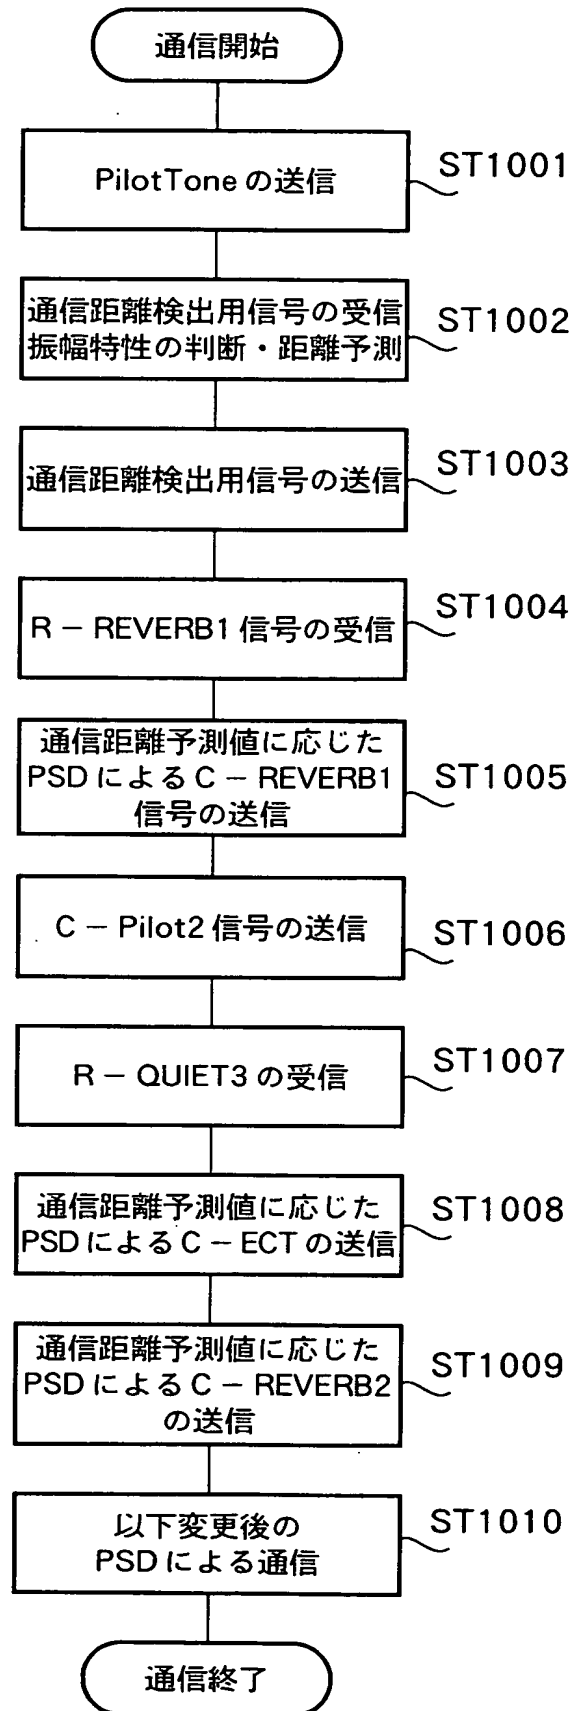 通信開始
PilotTone の送信
ST1001
通信距離検出用信号の受信
振幅特性の判断・距離予測
ST1002
通信距離検出用信号の送信
ST1003
R－REVERB1 信号の受信
ST1004
通信距離予測値に応じた
PSD による C－REVERB1
信号の送信
ST1005
C－Pilot2 信号の送信
ST1006
R－QUIET3 の受信
ST1007
通信距離予測値に応じた
PSD による C－ECT の送信
ST1008
通信距離予測値に応じた
PSD による C－REVERB2
の送信
ST1009
以下変更後の
PSD による通信
ST1010
通信終了